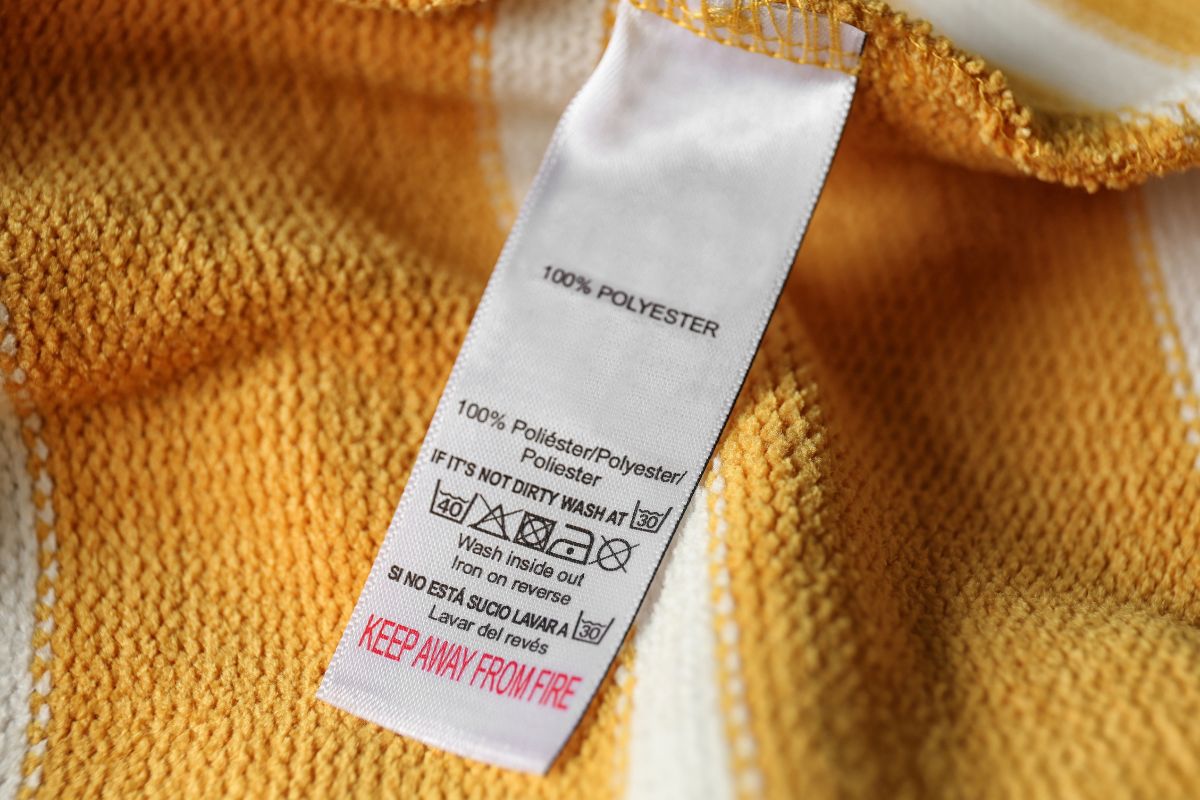 100% POLYESTER
100% Poliéster/Polyester/
Poliester
IF IT'S NOT DIRTY WASH AT 30
40
Wash inside out
Iron on reverse
SI NO ESTÁ SUCIO LAVAR A 30
Lavar del revés
KEEP AWAY FROM FIRE